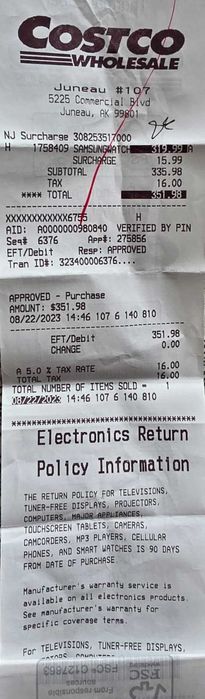 COSTCO
WHOLESALE
Juneau #107
5225 Commercial Blvd
Juneau, AK 99801
NJ Surcharge 308253517000
H 1758409 SAMSUNGWATCH 319.99 A
SURCHARGE 15.99
SUBTOTAL 335.98
TAX 16.00
**** TOTAL 351.98
XXXXXXXXXXXX6755 H
AID: A0000000980840 VERIFIED BY PIN
Seq# 6376 App#: 275856
EFT/Debit Resp: APPROVED
Tran ID#: 323400006376....
APPROVED - Purchase
AMOUNT: $351.98
08/22/2023 14:46 107 6 140 810
EFT/Debit 351.98
CHANGE 0.00
A 5.0 % TAX RATE 16.00
TOTAL TAX 16.00
TOTAL NUMBER OF ITEMS SOLD = 1
08/22/2023 14:46 107 6 140 810
Electronics Return
Policy Information
THE RETURN POLICY FOR TELEVISIONS,
TUNER-FREE DISPLAYS, PROJECTORS,
COMPUTERS, MAJOR APPLIANCES,
TOUCHSCREEN TABLETS, CAMERAS,
CAMCORDERS, MP3 PLAYERS, CELLULAR
PHONES, AND SMART WATCHES IS 90 DAYS
FROM DATE OF PURCHASE.
Manufacturer's warranty service is
available on all electronics products.
See manufacturer's warranty for
specific coverage terms.
For TELEVISIONS, TUNER-FREE DISPLAYS,